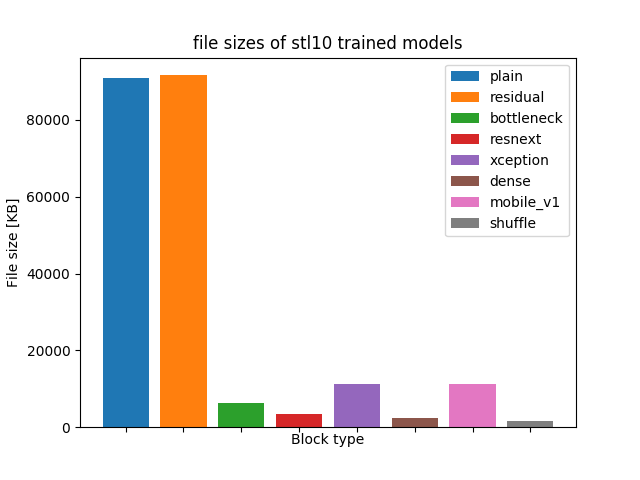 file sizes of stl10 trained models
plain
residual
bottleneck
resnext
xception
dense
mobile_v1
shuffle
File size [KB]
80000
60000
40000
20000
0
Block type